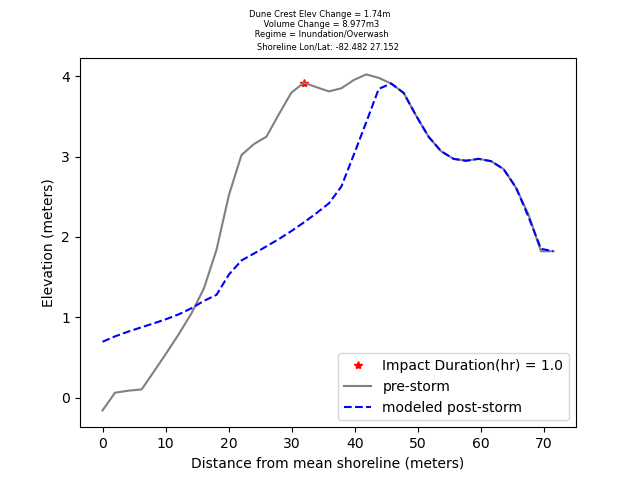 Dune Crest Elev Change = 1.74m
Volume Change = 8.977m3
Regime = Inundation/Overwash
Shoreline Lon/Lat: -82.482 27.152
4
3
2
1
0
Elevation (meters)
Impact Duration(hr) = 1.0
pre-storm
modeled post-storm
0 10 20 30 40 50 60 70
Distance from mean shoreline (meters)